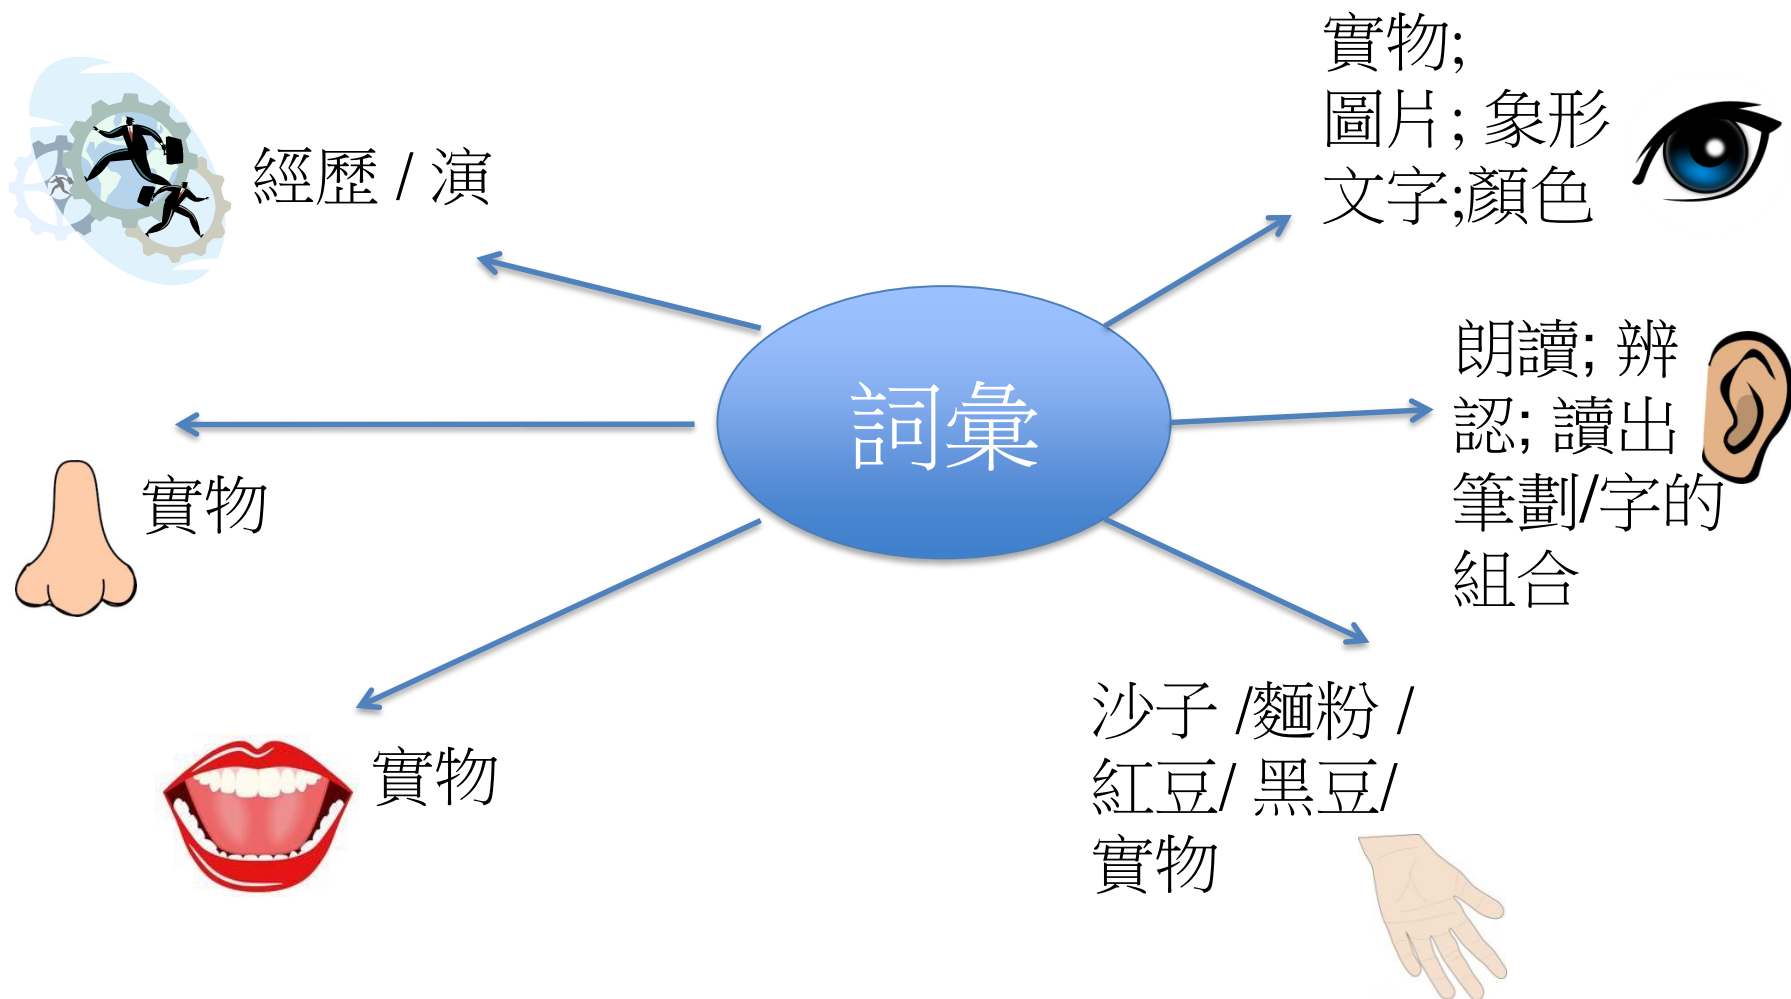 實物;
圖片; 象形
文字;顏色
經歷 / 演
朗讀; 辨
認; 讀出
筆劃/字的
組合
詞彙
實物
實物
沙子 /麵粉 /
紅豆/ 黑豆/
實物